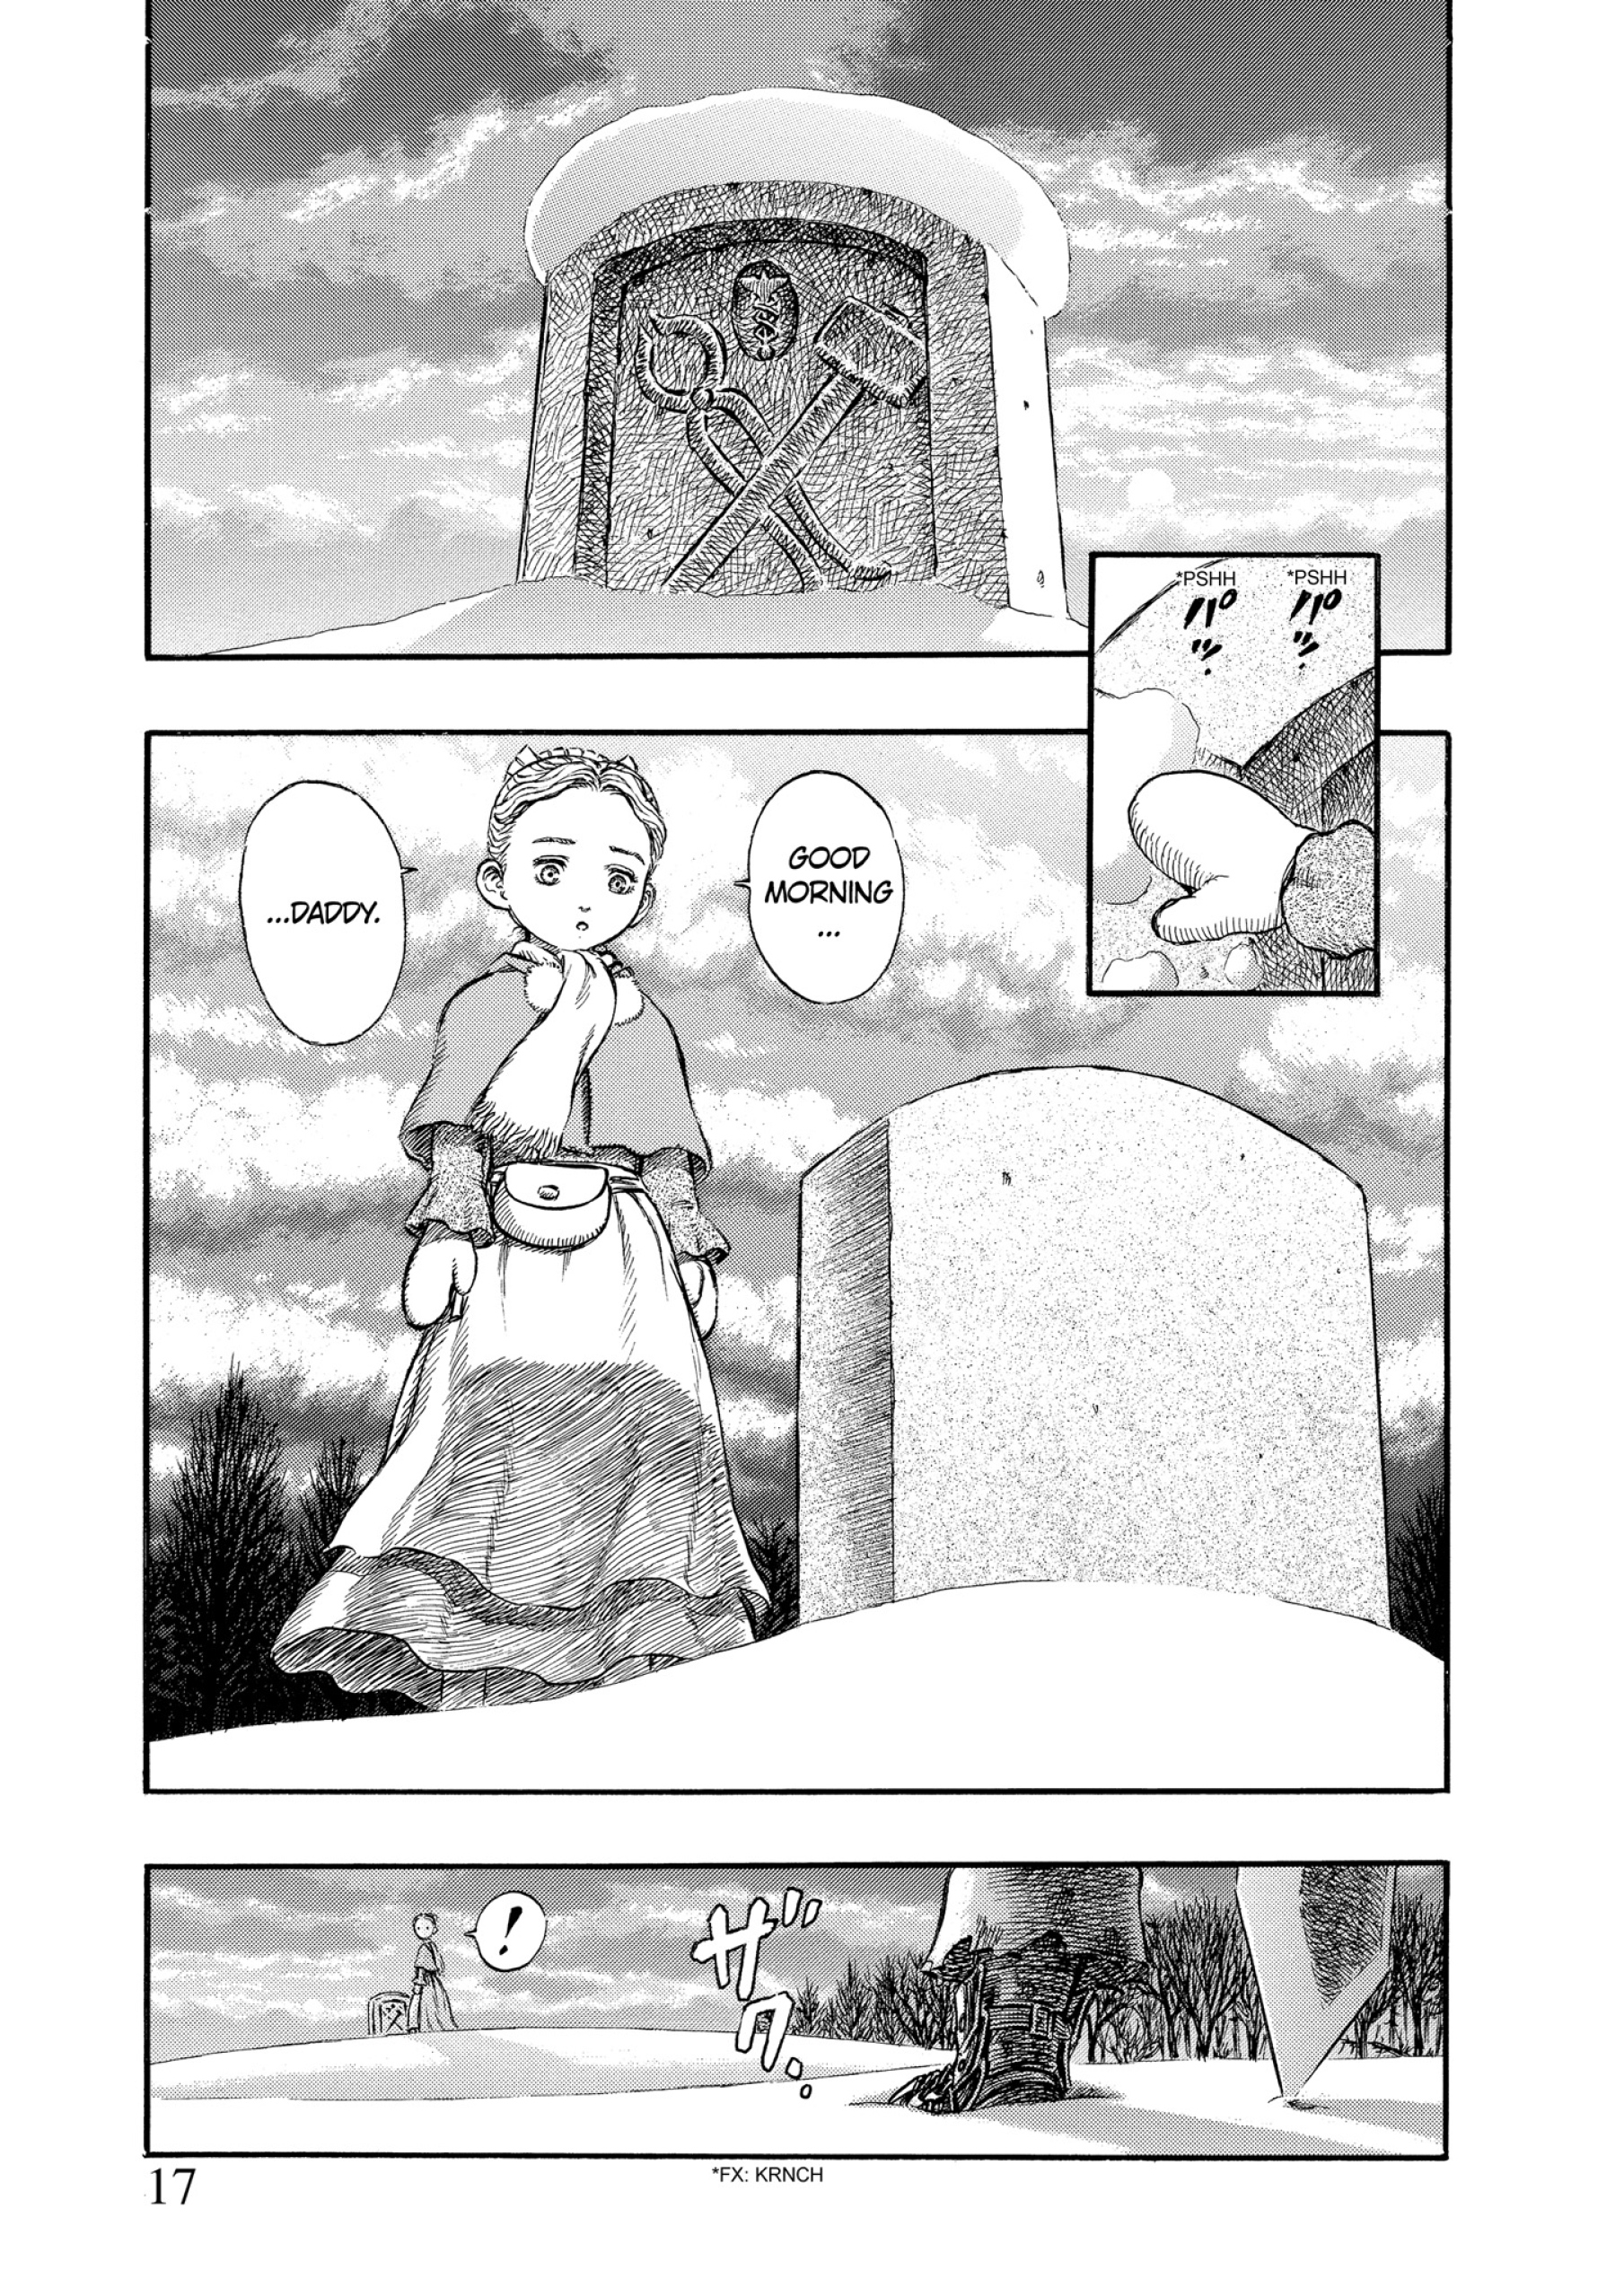 *PSHH
パッ
*PSHH
パッ
GOOD
MORNING
...
...DADDY.
ザク
!
*FX: KRNCH
17